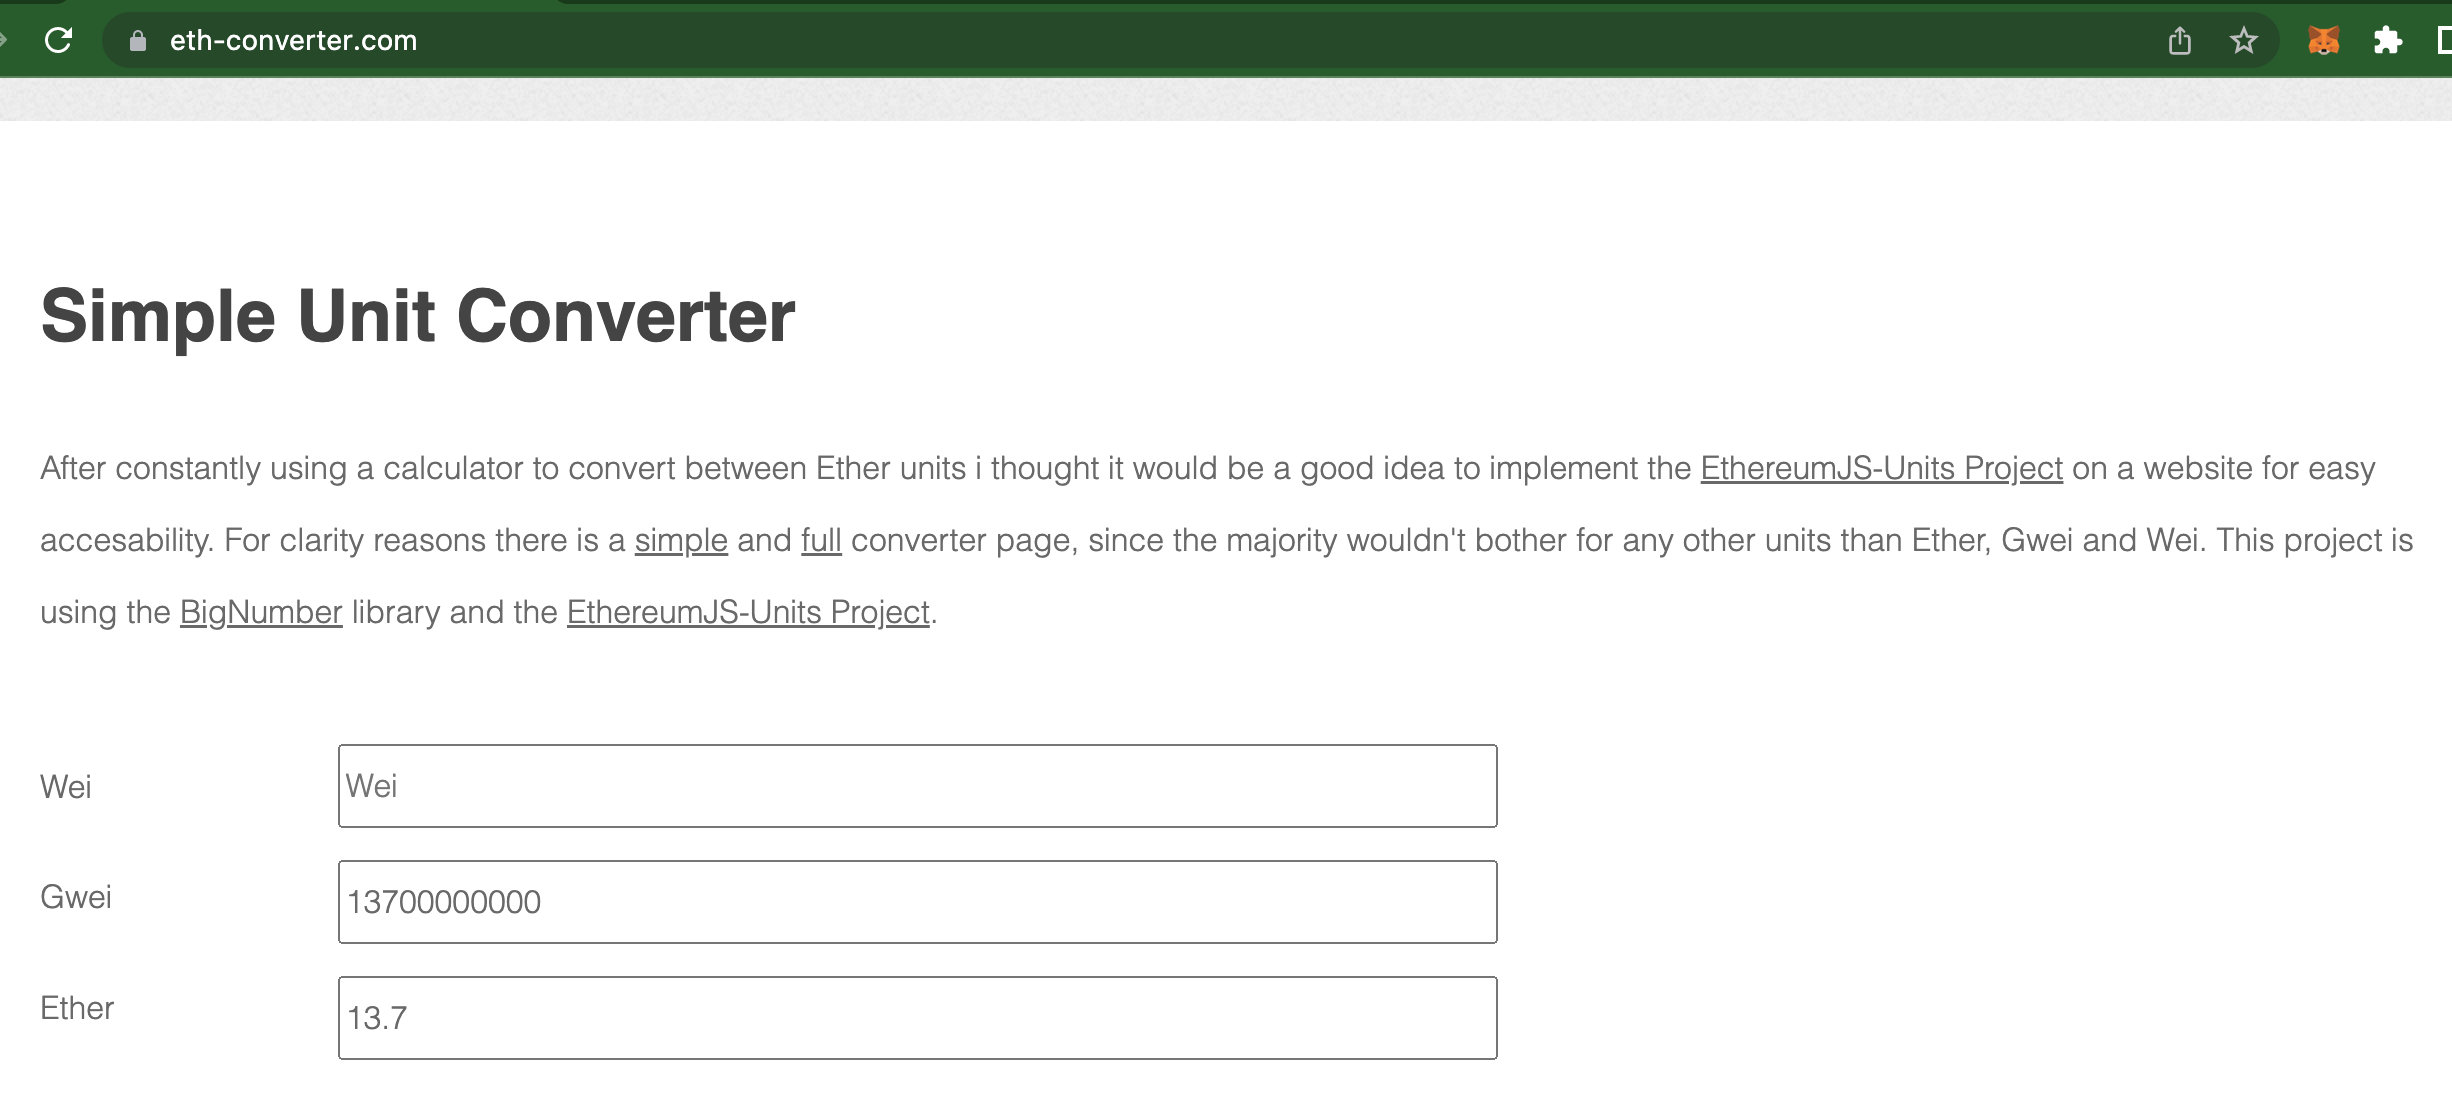 eth-converter.com
Simple Unit Converter
After constantly using a calculator to convert between Ether units i thought it would be a good idea to implement the EthereumJS-Units Project on a website for easy
accesability. For clarity reasons there is a simple and full converter page, since the majority wouldn't bother for any other units than Ether, Gwei and Wei. This project is
using the BigNumber library and the EthereumJS-Units Project.
Wei Wei
Gwei 13700000000
Ether 13.7